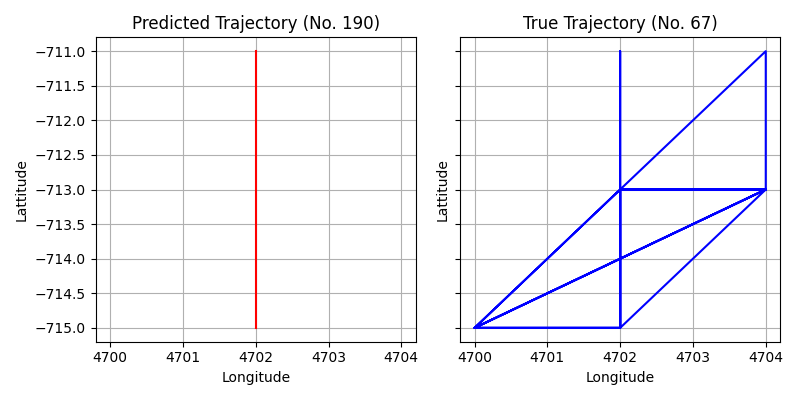 Predicted Trajectory (No. 190)
True Trajectory (No. 67)
−711.0
−711.5
−712.0
−712.5
−713.0
−713.5
−714.0
−714.5
−715.0
Lattitude
Lattitude
4700 4701 4702 4703 4704
4700 4701 4702 4703 4704
Longitude
Longitude